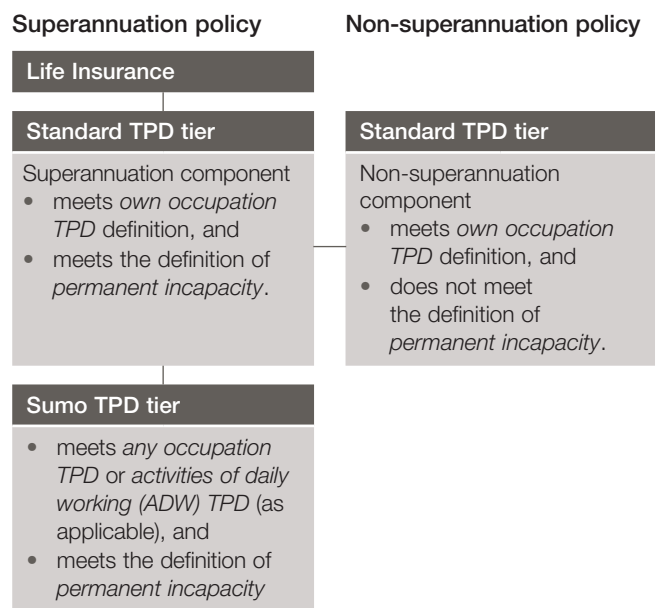 Superannuation policy
Life Insurance
Standard TPD tier
Superannuation component
• meets own occupation
TPD definition, and
• meets the definition of
permanent incapacity.
Sumo TPD tier
• meets any occupation
TPD or activities of daily
working (ADW) TPD (as
applicable), and
• meets the definition of
permanent incapacity
Non-superannuation policy
Standard TPD tier
Non-superannuation
component
• meets own occupation
TPD definition, and
• does not meet
the definition of
permanent incapacity.